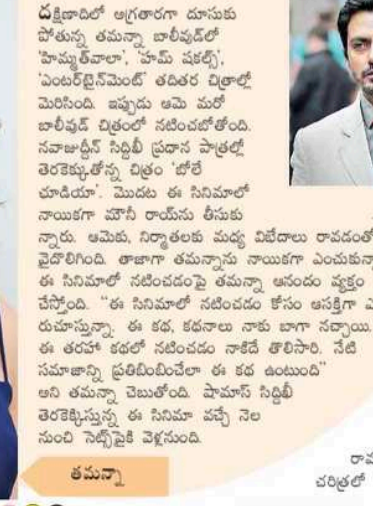 దక్షిణాదిలో అగ్రతారగా దూసుకు
పోతున్న తమన్నా బాలీవుడ్‌లో
'హిమ్మత్‌వాలా', 'హమ్ షకల్స్',
'ఎంటర్‌టైన్‌మెంట్' తదితర చిత్రాల్లో
మెరిసింది. ఇప్పుడు ఆమె మరో
బాలీవుడ్ చిత్రంలో నటించబోతోంది.
నవాజుద్దీన్ సిద్దిఖీ ప్రధాన పాత్రల్లో
తెరకెక్కుతోన్న చిత్రం 'బోలే
చూడియా'. మొదట ఈ సినిమాలో
నాయికగా మౌనీ రాయ్‌ను తీసుకు
న్నారు. ఆమెకు, నిర్మాతలకు మధ్య విభేదాలు రావడంతో
వైదొలిగింది. తాజాగా తమన్నాను నాయికగా ఎంచుకున్నా
ఈ సినిమాలో నటించడంపై తమన్నా ఆనందం వ్యక్తం
చేస్తోంది. "ఈ సినిమాలో నటించడం కోసం ఆసక్తిగా ఎ
రుచూస్తున్నా. ఈ కథ, కథనాలు నాకు బాగా నచ్చాయి.
ఈ తరహా కథలో నటించడం నాకిదే తొలిసారి. నేటి
సమాజాన్ని ప్రతిబింబించేలా ఈ కథ ఉంటుంది"
అని తమన్నా చెబుతోంది. షామాస్ సిద్దిఖీ
తెరకెక్కిస్తున్న ఈ సినిమా వచ్చే నెల
నుంచి సెట్స్‌పైకి వెళ్లనుంది.
తమన్నా
చరిత్రలో